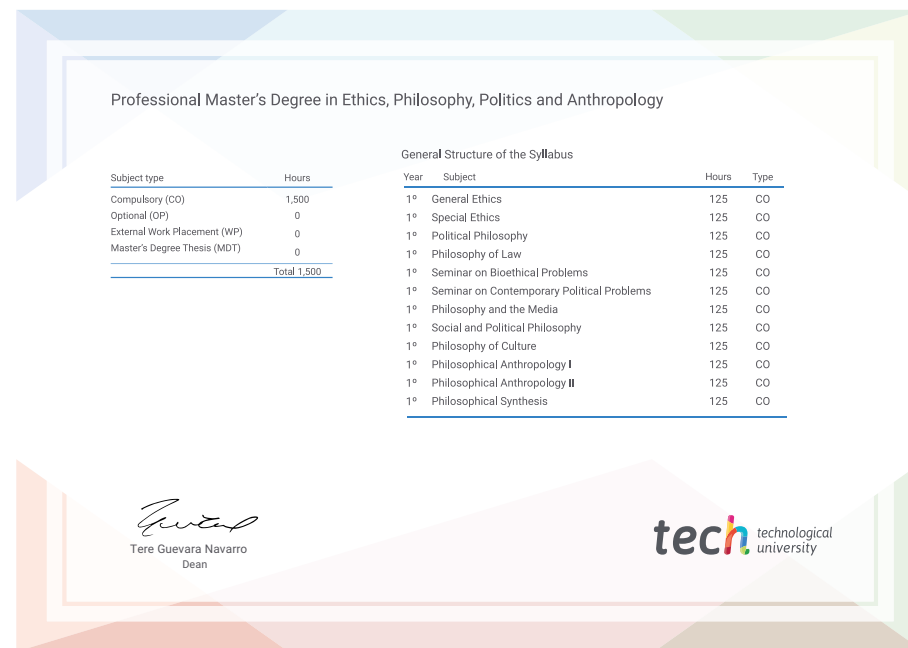 Professional Master's Degree in Ethics, Philosophy, Politics and Anthropology
Subject type Hours
Compulsory (CO) 1,500
Optional (OP) 0
External Work Placement (WP) 0
Master's Degree Thesis (MDT) 0
Total 1,500
General Structure of the Syllabus
Year Subject Hours Type
1º General Ethics 125 CO
1º Special Ethics 125 CO
1º Political Philosophy 125 CO
1º Philosophy of Law 125 CO
1º Seminar on Bioethical Problems 125 CO
1º Seminar on Contemporary Political Problems 125 CO
1º Philosophy and the Media 125 CO
1º Social and Political Philosophy 125 CO
1º Philosophy of Culture 125 CO
1º Philosophical Anthropology I 125 CO
1º Philosophical Anthropology II 125 CO
1º Philosophical Synthesis 125 CO
Tere Guevara Navarro
Dean
tech technological
university